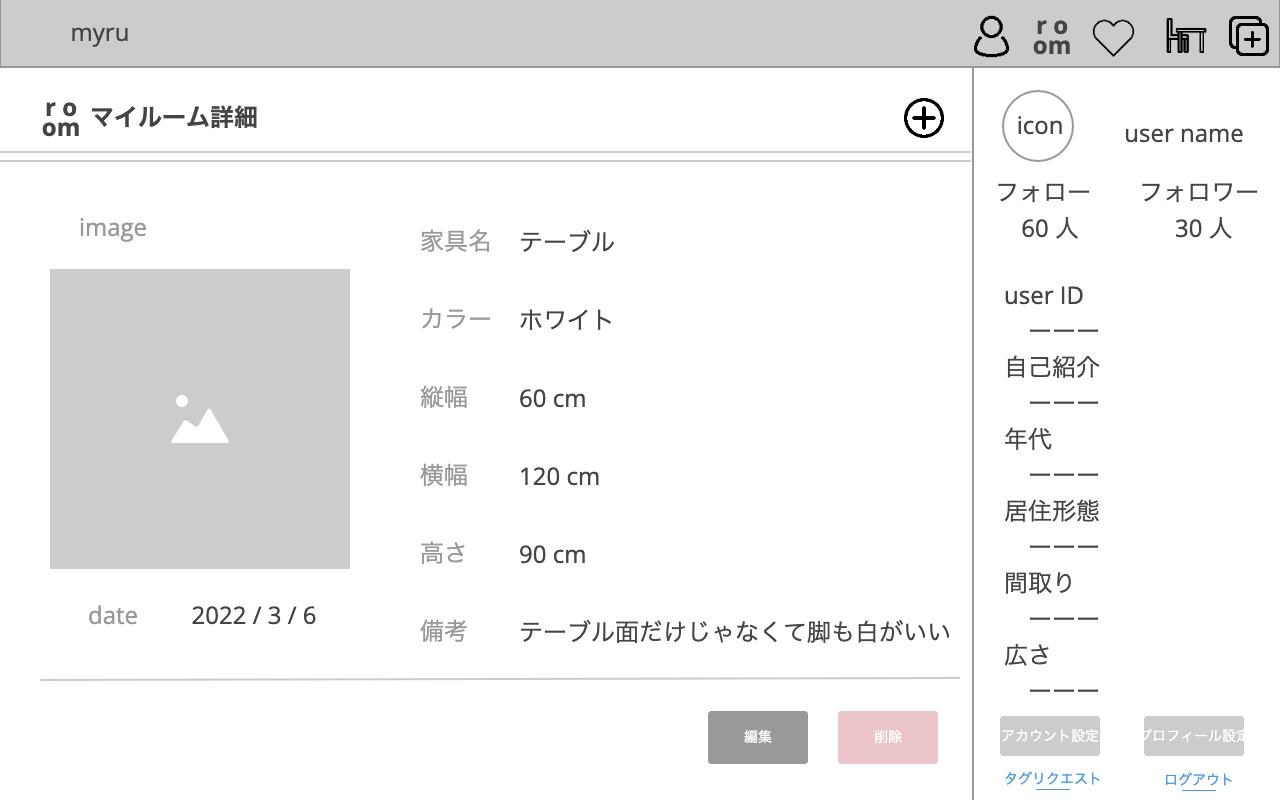 myru
r o
om
r o
om
マイルーム詳細
image
date 2022 / 3 / 6
家具名 テーブル
カラー ホワイト
縦幅 60 cm
横幅 120 cm
高さ 90 cm
備考 テーブル面だけじゃなくて脚も白がいい
編集 削除
icon
user name
フォロー フォロワー
60 人 30 人
user ID
ーーー
自己紹介
ーーー
年代
ーーー
居住形態
ーーー
間取り
ーーー
広さ
ーーー
アカウント設定 プロフィール設定
タグリクエスト ログアウト